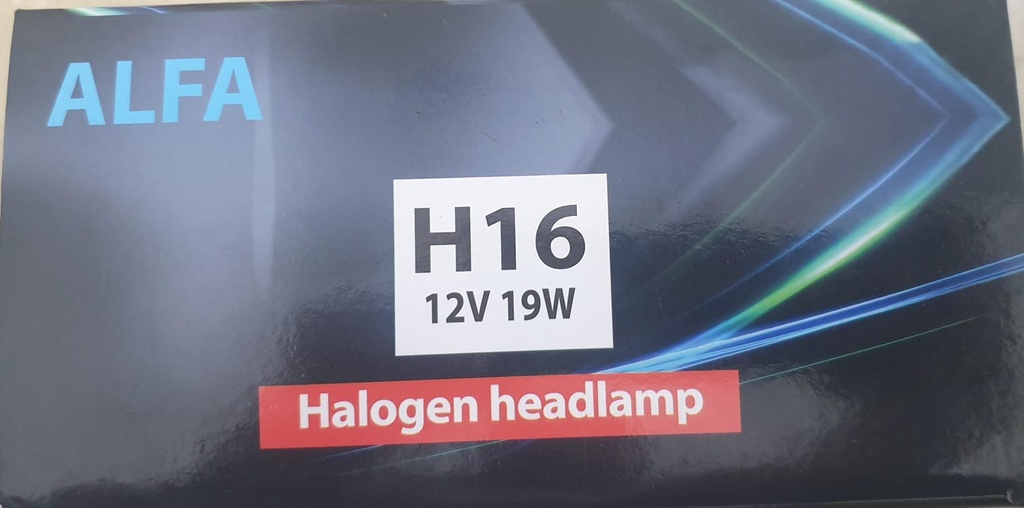 ALFA
H16
12V 19W
Halogen headlamp